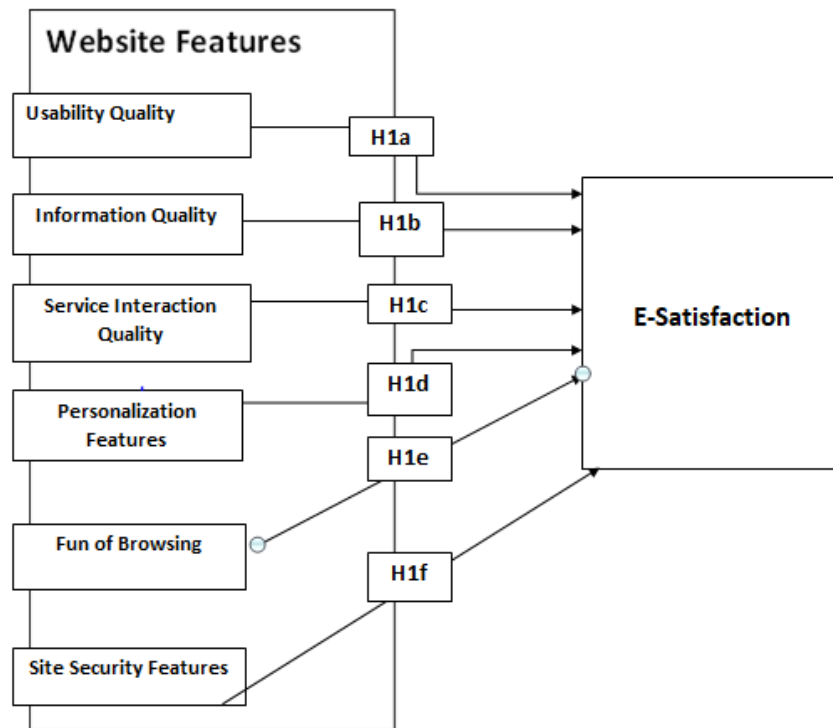 Website Features
Usability Quality
H1a
Information Quality
H1b
Service Interaction
Quality
H1c
E-Satisfaction
Personalization
Features
H1d
H1e
Fun of Browsing
H1f
Site Security Features